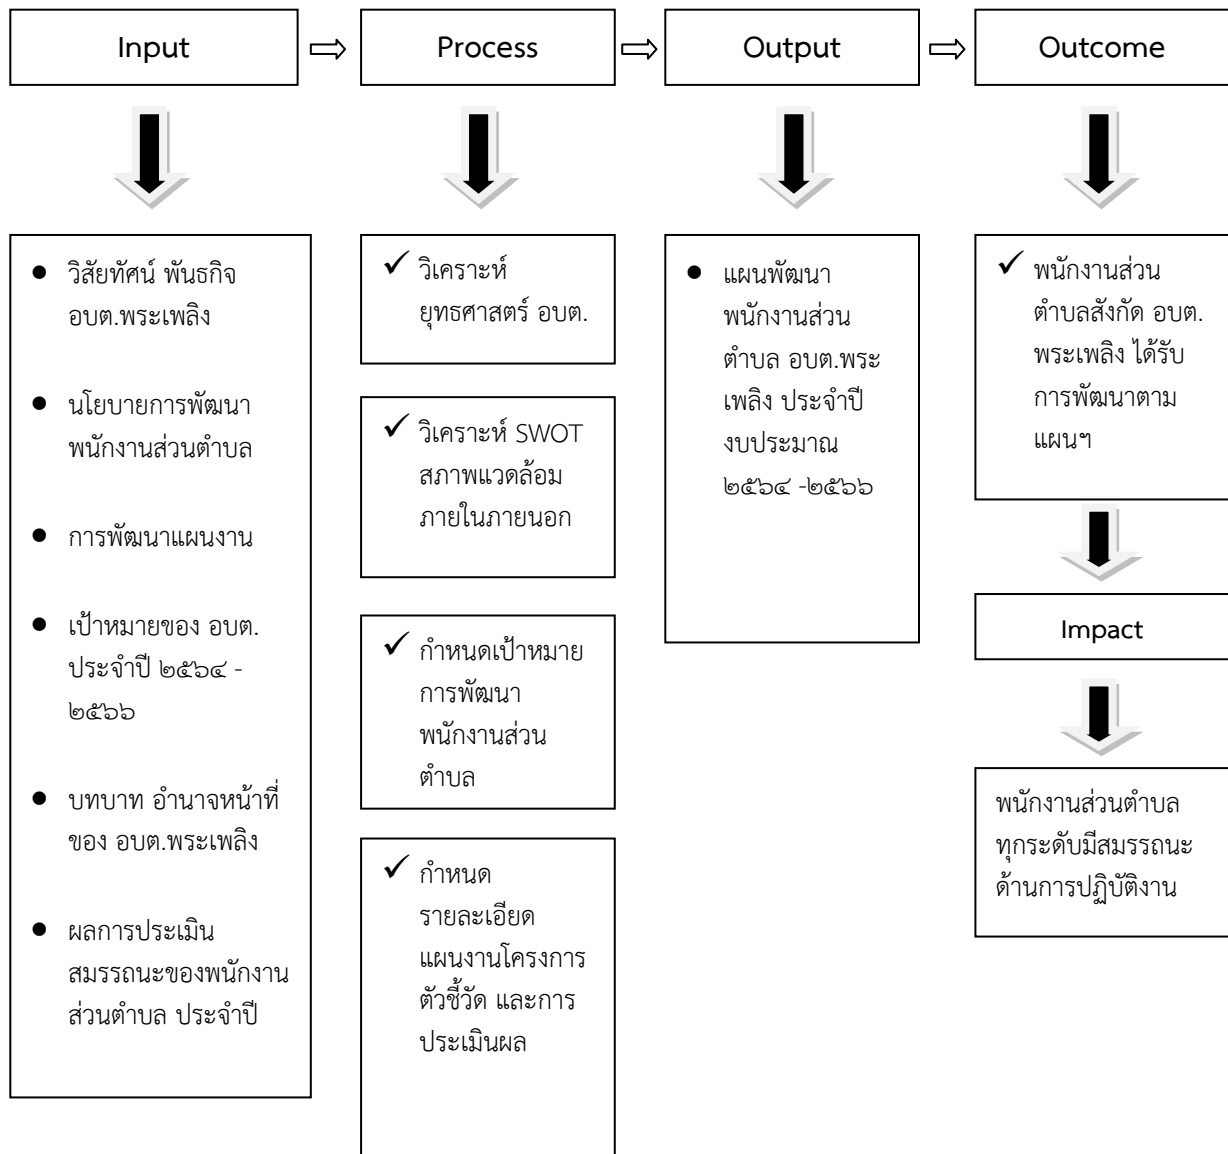 Input
Process
Output
Outcome
วิสัยทัศน์ พันธกิจ
อบต.พระเพลิง
นโยบายการพัฒนา
พนักงานส่วนตำบล
การพัฒนาแผนงาน
เป้าหมายของ อบต.
ประจำปี ๒๕๖๔ -
๒๕๖๖
บทบาท อำนาจหน้าที่
ของ อบต.พระเพลิง
ผลการประเมิน
สมรรถนะของพนักงาน
ส่วนตำบล ประจำปี
วิเคราะห์
ยุทธศาสตร์ อบต.
วิเคราะห์ SWOT
สภาพแวดล้อม
ภายในภายนอก
กำหนดเป้าหมาย
การพัฒนา
พนักงานส่วน
ตำบล
กำหนด
รายละเอียด
แผนงานโครงการ
ตัวชี้วัด และการ
ประเมินผล
แผนพัฒนา
พนักงานส่วน
ตำบล อบต.พระ
เพลิง ประจำปี
งบประมาณ
๒๕๖๔ -๒๕๖๖
พนักงานส่วน
ตำบลสังกัด อบต.
พระเพลิง ได้รับ
การพัฒนาตาม
แผนฯ
Impact
พนักงานส่วนตำบล
ทุกระดับมีสมรรถนะ
ด้านการปฏิบัติงาน